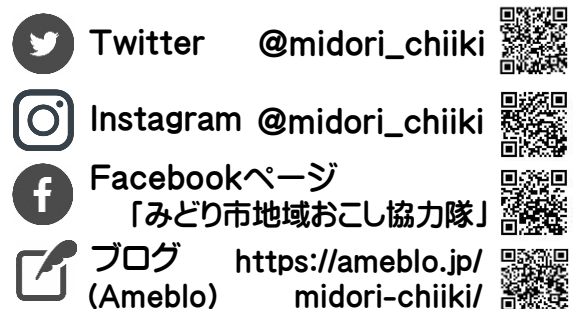 Twitter @midori_chiiki
Instagram @midori_chiiki
Facebookページ
「みどり市地域おこし協力隊」
ブログ https://ameblo.jp/
(Ameblo) midori-chiiki/